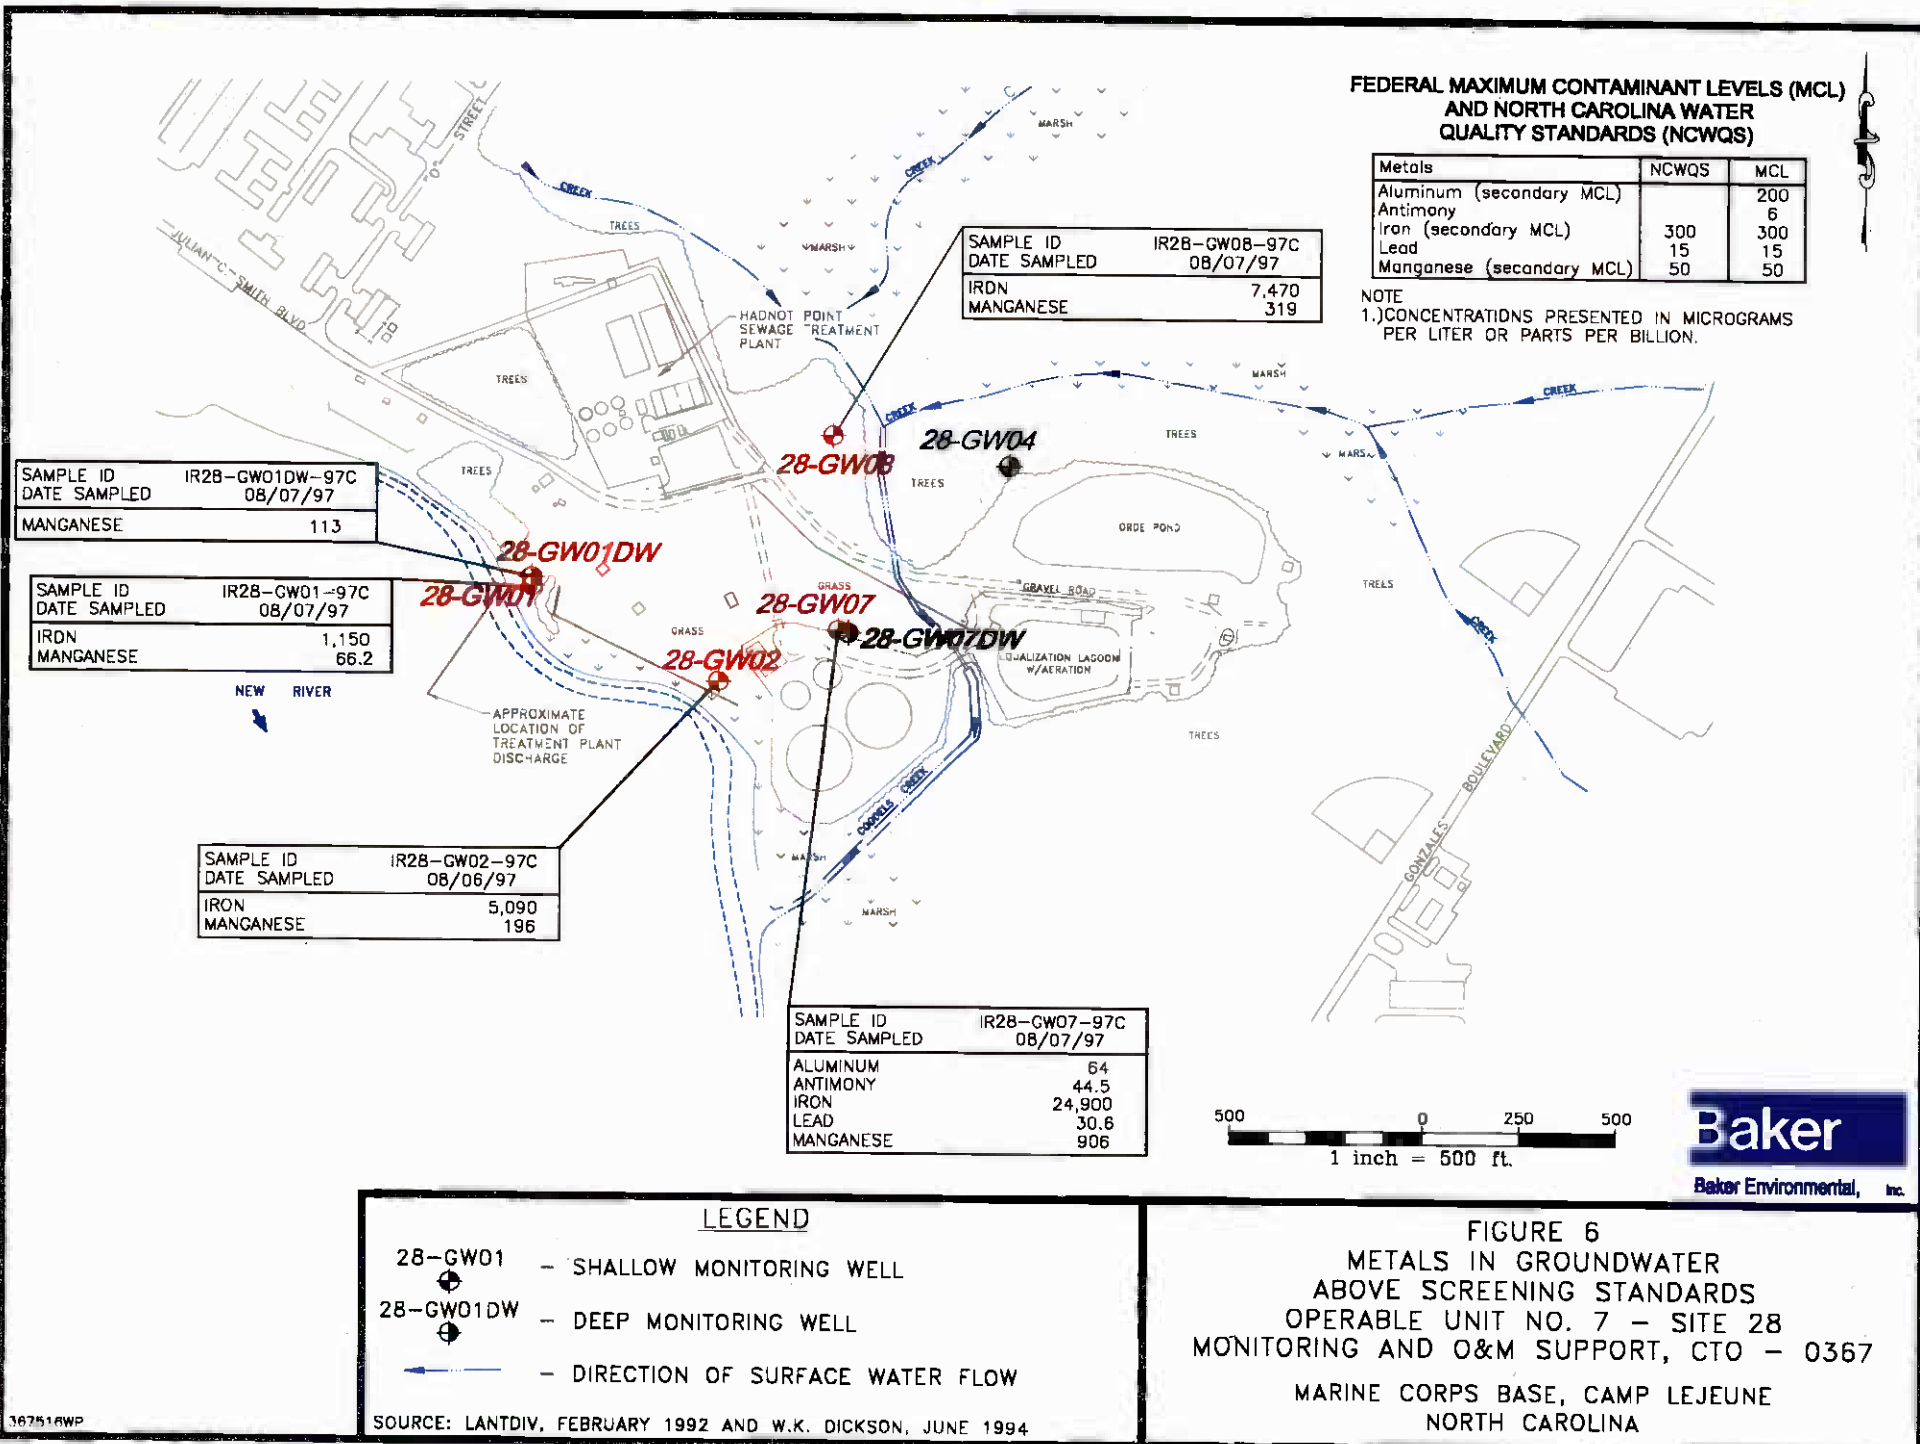 FEDERAL MAXIMUM CONTAMINANT LEVELS (MCL)
AND NORTH CAROLINA WATER
QUALITY STANDARDS (NCWQS)
Metals NCWQS MCL
Aluminum (secondary MCL) 200
Antimony 6
Iron (secondary MCL) 300 300
Lead 15 15
Manganese (secondary MCL) 50 50
NOTE
1.)CONCENTRATIONS PRESENTED IN MICROGRAMS
PER LITER OR PARTS PER BILLION.
"O" STREET
JULIAN C. SMITH BLVD
CREEK
TREES
MARSH
CREEK
MARSH
HADNOT POINT
SEWAGE TREATMENT
PLANT
TREES
SAMPLE ID IR28-GW08-97C
DATE SAMPLED 08/07/97
IRON 7,470
MANGANESE 319
MARSH
CREEK
CREEK
28-GW08
28-GW04
TREES
TREES
MARSH
ORDE POND
TREES
SAMPLE ID IR28-GW01DW-97C
DATE SAMPLED 08/07/97
MANGANESE 113
TREES
28-GW01DW
28-GW01
SAMPLE ID IR28-GW01-97C
DATE SAMPLED 08/07/97
IRON 1,150
MANGANESE 66.2
NEW RIVER
APPROXIMATE
LOCATION OF
TREATMENT PLANT
DISCHARGE
GRASS
GRASS
28-GW07
28-GW07DW
28-GW02
GRAVEL ROAD
EQUALIZATION LAGOON
W/AERATION
CREEK
TREES
COGDELS CREEK
MARSH
MARSH
GONZALES BOULEVARD
SAMPLE ID IR28-GW02-97C
DATE SAMPLED 08/06/97
IRON 5,090
MANGANESE 196
SAMPLE ID IR28-GW07-97C
DATE SAMPLED 08/07/97
ALUMINUM 64
ANTIMONY 44.5
IRON 24,900
LEAD 30.6
MANGANESE 906
500 0 250 500
1 inch = 500 ft.
Baker
Baker Environmental, Inc.
LEGEND
28-GW01 - SHALLOW MONITORING WELL
28-GW01DW - DEEP MONITORING WELL
- DIRECTION OF SURFACE WATER FLOW
SOURCE: LANTDIV, FEBRUARY 1992 AND W.K. DICKSON, JUNE 1994
FIGURE 6
METALS IN GROUNDWATER
ABOVE SCREENING STANDARDS
OPERABLE UNIT NO. 7 - SITE 28
MONITORING AND O&M SUPPORT, CTO - 0367
MARINE CORPS BASE, CAMP LEJEUNE
NORTH CAROLINA
367516WP